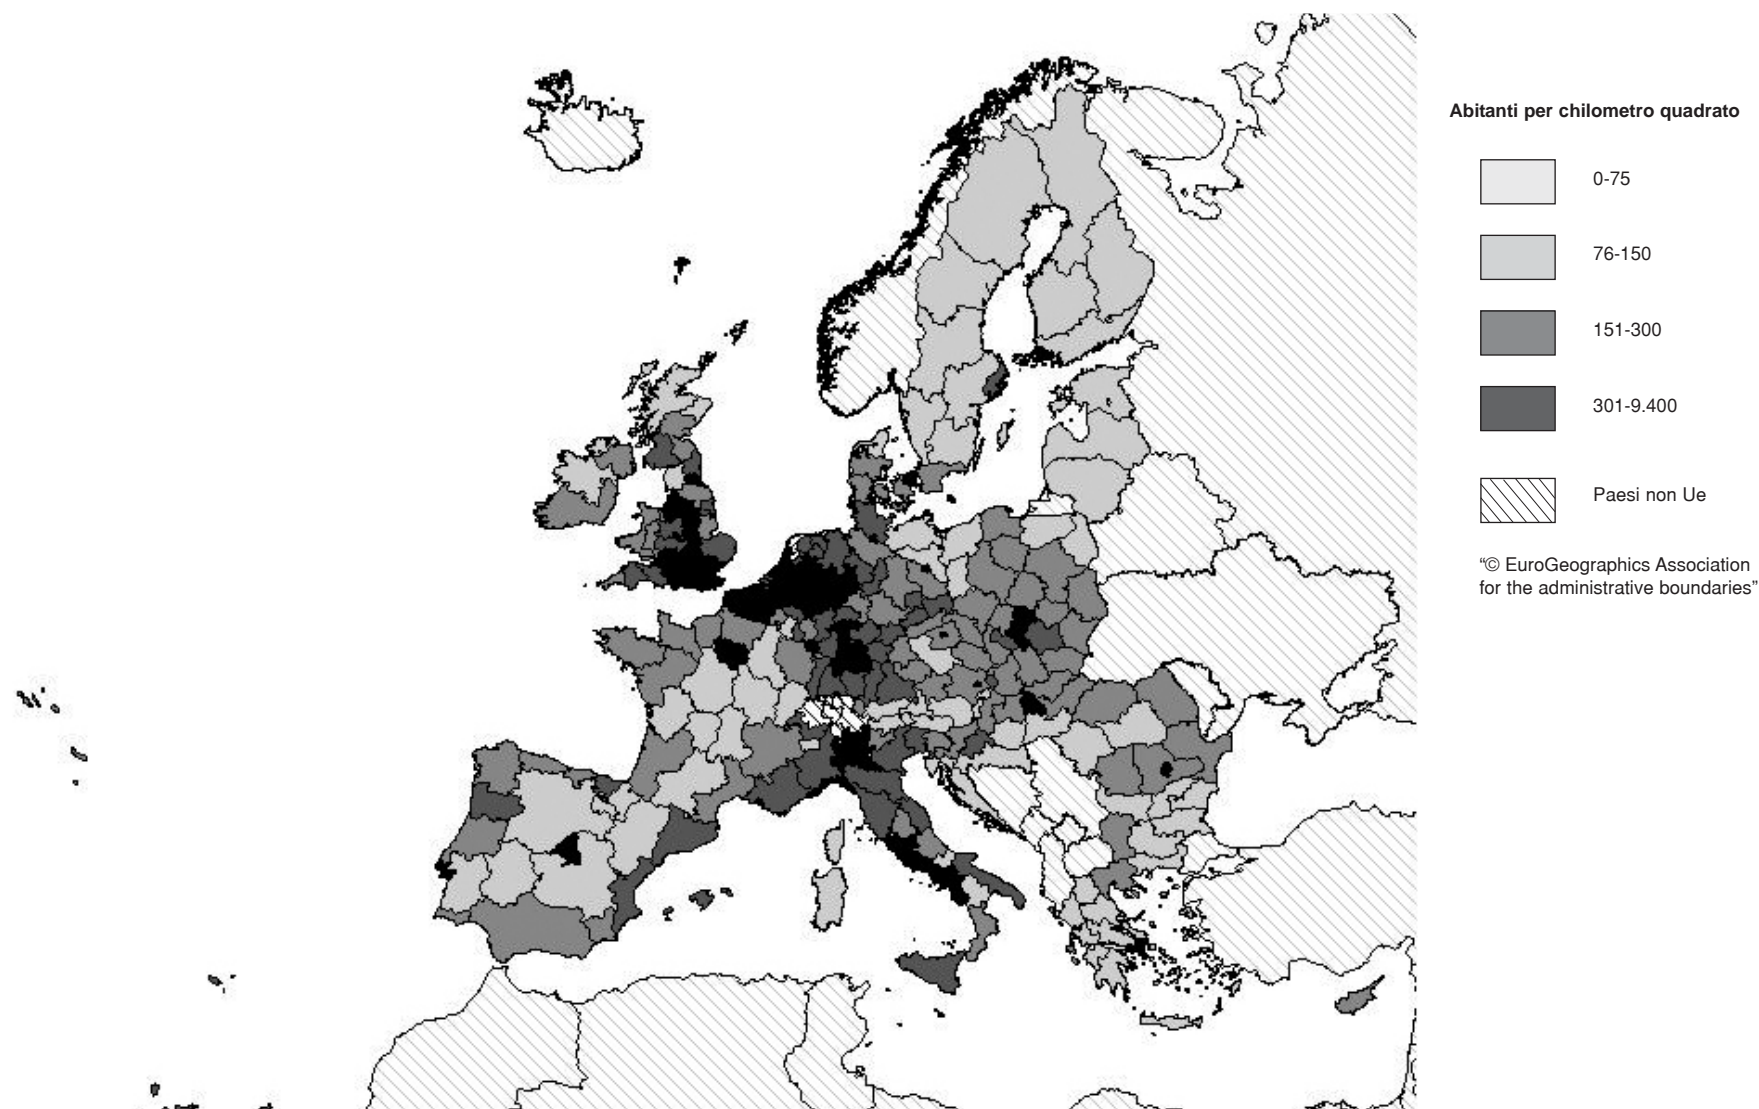 Abitanti per chilometro quadrato
0-75
76-150
151-300
301-9.400
Paesi non Ue
“© EuroGeographics Association
for the administrative boundaries”